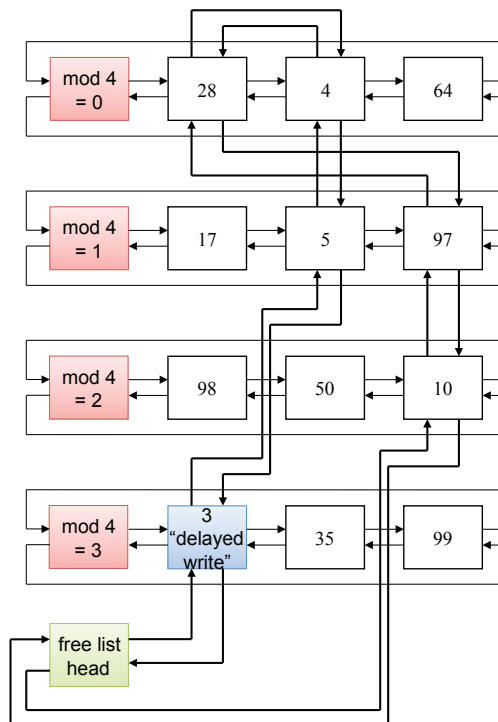 mod 4
= 0
28
4
64
mod 4
= 1
17
5
97
mod 4
= 2
98
50
10
mod 4
= 3
3
“delayed
write”
35
99
free list
head